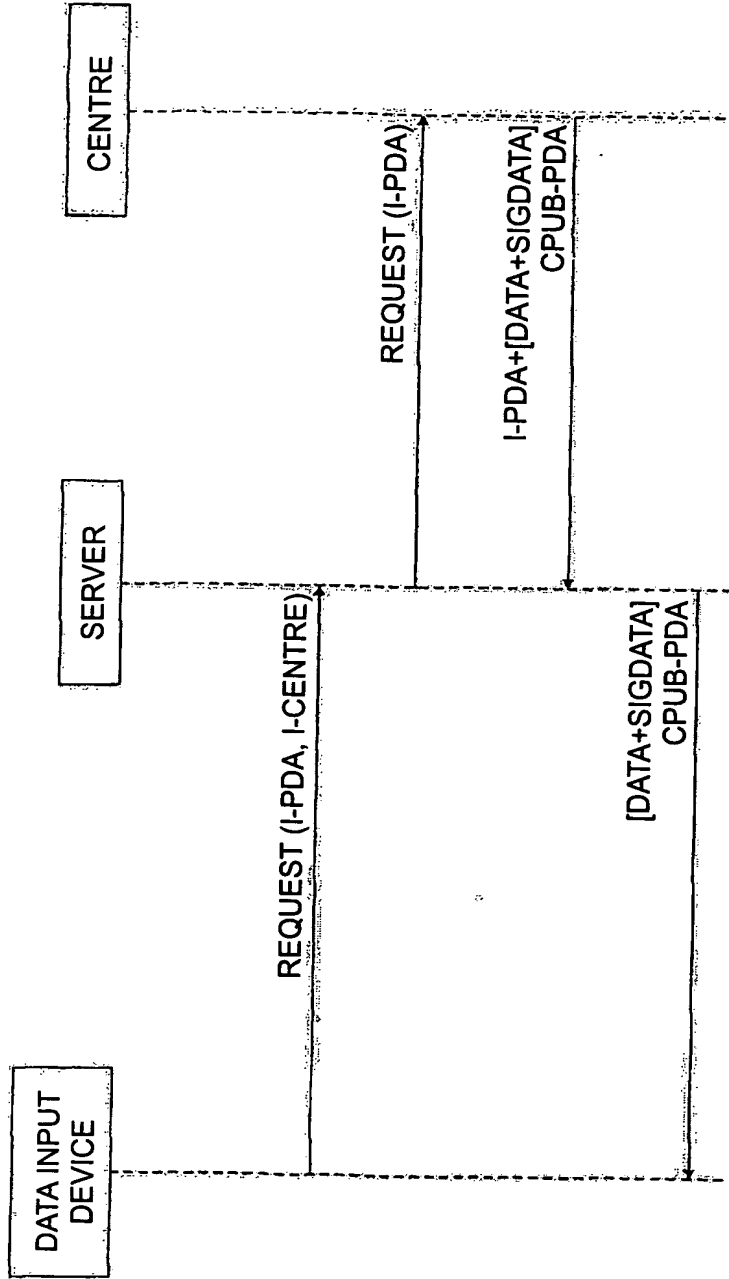 DATA INPUT
DEVICE
SERVER
CENTRE
REQUEST (I-PDA, I-CENTRE)
REQUEST (I-PDA)
I-PDA+[DATA+SIGDATA]
CPUB-PDA
[DATA+SIGDATA]
CPUB-PDA